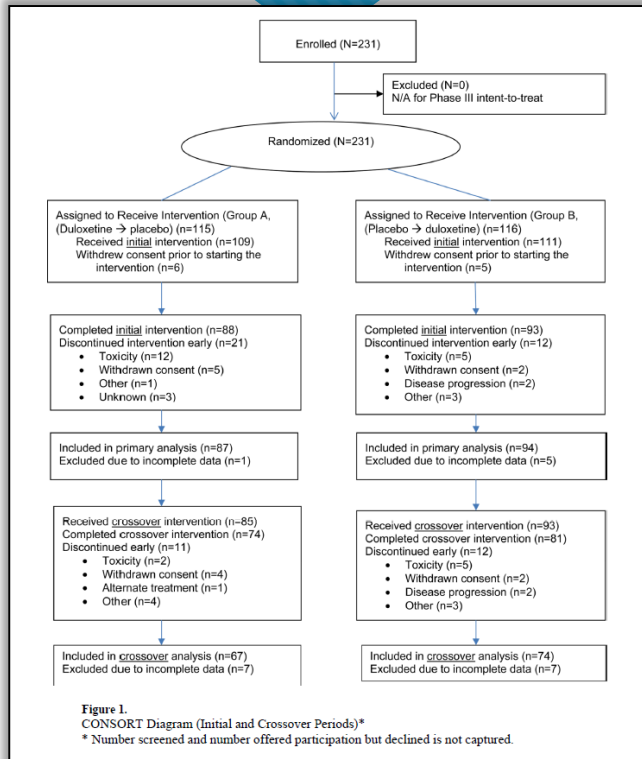 Enrolled (N=231)
Excluded (N=0)
N/A for Phase III intent-to-treat
Randomized (N=231)
Assigned to Receive Intervention (Group A,
(Duloxetine → placebo) (n=115)
Received initial intervention (n=109)
Withdrew consent prior to starting the
intervention (n=6)
Assigned to Receive Intervention (Group B,
(Placebo → duloxetine) (n=116)
Received initial intervention (n=111)
Withdrew consent prior to starting the
intervention (n=5)
Completed initial intervention (n=88)
Discontinued intervention early (n=21)
• Toxicity (n=12)
• Withdrawn consent (n=5)
• Other (n=1)
• Unknown (n=3)
Completed initial intervention (n=93)
Discontinued intervention early (n=12)
• Toxicity (n=5)
• Withdrawn consent (n=2)
• Disease progression (n=2)
• Other (n=3)
Included in primary analysis (n=87)
Excluded due to incomplete data (n=1)
Included in primary analysis (n=94)
Excluded due to incomplete data (n=5)
Received crossover intervention (n=85)
Completed crossover intervention (n=74)
Discontinued early (n=11)
• Toxicity (n=2)
• Withdrawn consent (n=4)
• Alternate treatment (n=1)
• Other (n=4)
Received crossover intervention (n=93)
Completed crossover intervention (n=81)
Discontinued early (n=12)
• Toxicity (n=5)
• Withdrawn consent (n=2)
• Disease progression (n=2)
• Other (n=3)
Included in crossover analysis (n=67)
Excluded due to incomplete data (n=7)
Included in crossover analysis (n=74)
Excluded due to incomplete data (n=7)
Figure 1.
CONSORT Diagram (Initial and Crossover Periods)*
* Number screened and number offered participation but declined is not captured.